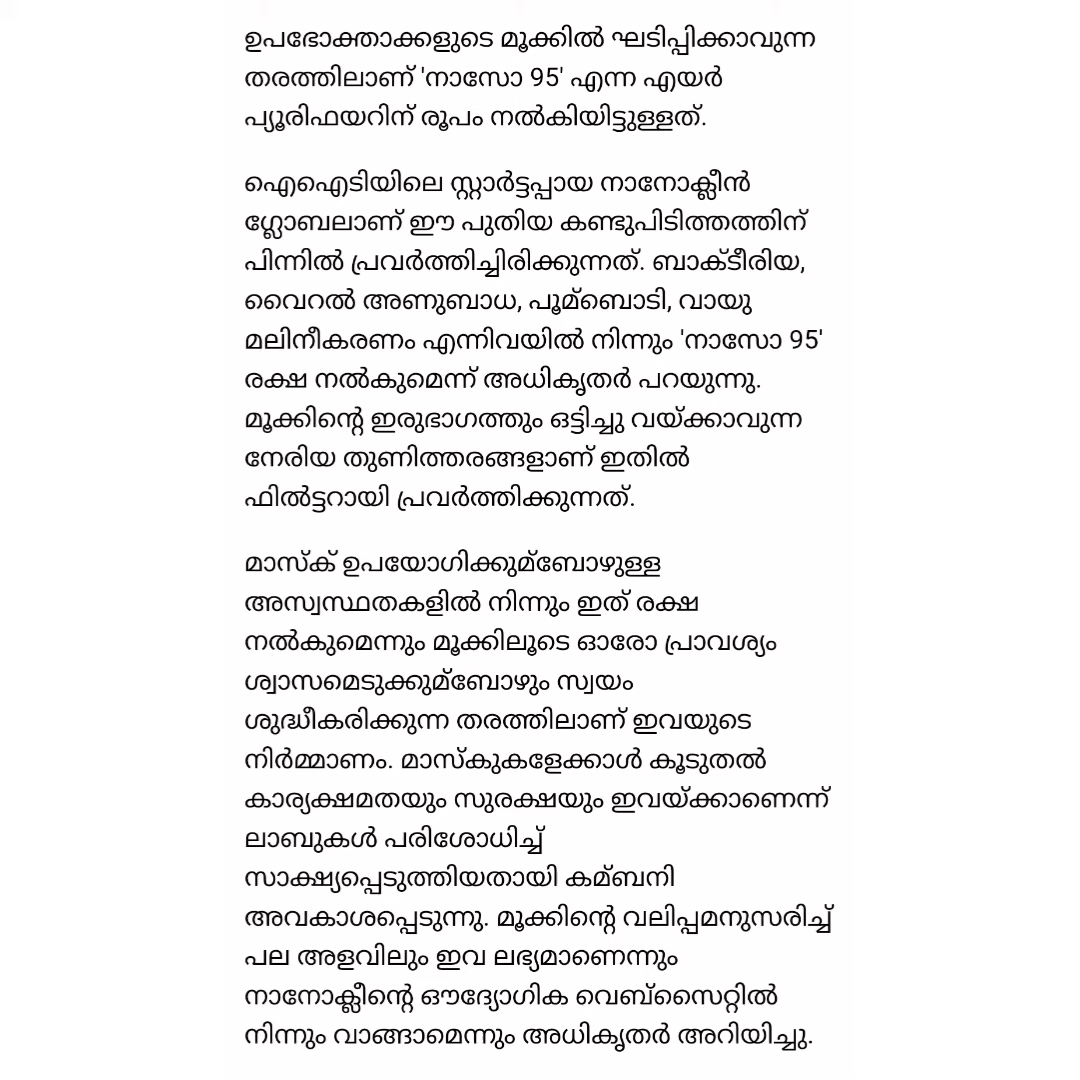 ഉപഭോക്താക്കളുടെ മൂക്കിൽ ഘടിപ്പിക്കാവുന്ന
തരത്തിലാണ് 'നാസോ 95' എന്ന എയർ
പ്യൂരിഫയറിന് രൂപം നൽകിയിട്ടുള്ളത്.
ഐഐടിയിലെ സ്റ്റാർട്ടപ്പായ നാനോക്ലീൻ
ഗ്ലോബലാണ് ഈ പുതിയ കണ്ടുപിടിത്തത്തിന്
പിന്നിൽ പ്രവർത്തിച്ചിരിക്കുന്നത്. ബാക്ടീരിയ,
വൈറൽ അണുബാധ, പൂമ്ബൊടി, വായു
മലിനീകരണം എന്നിവയിൽ നിന്നും 'നാസോ 95'
രക്ഷ നൽകുമെന്ന് അധികൃതർ പറയുന്നു.
മൂക്കിന്റെ ഇരുഭാഗത്തും ഒട്ടിച്ചു വയ്ക്കാവുന്ന
നേരിയ തുണിത്തരങ്ങളാണ് ഇതിൽ
ഫിൽട്ടറായി പ്രവർത്തിക്കുന്നത്.
മാസ്ക് ഉപയോഗിക്കുമ്ബോഴുള്ള
അസ്വസ്ഥതകളിൽ നിന്നും ഇത് രക്ഷ
നൽകുമെന്നും മൂക്കിലൂടെ ഓരോ പ്രാവശ്യം
ശ്വാസമെടുക്കുമ്ബോഴും സ്വയം
ശുദ്ധീകരിക്കുന്ന തരത്തിലാണ് ഇവയുടെ
നിർമ്മാണം. മാസ്കുകളേക്കാൾ കൂടുതൽ
കാര്യക്ഷമതയും സുരക്ഷയും ഇവയ്ക്കാണെന്ന്
ലാബുകൾ പരിശോധിച്ച്
സാക്ഷ്യപ്പെടുത്തിയതായി കമ്ബനി
അവകാശപ്പെടുന്നു. മൂക്കിന്റെ വലിപ്പമനുസരിച്ച്
പല അളവിലും ഇവ ലഭ്യമാണെന്നും
നാനോക്ലീന്റെ ഔദ്യോഗിക വെബ്സൈറ്റിൽ
നിന്നും വാങ്ങാമെന്നും അധികൃതർ അറിയിച്ചു.